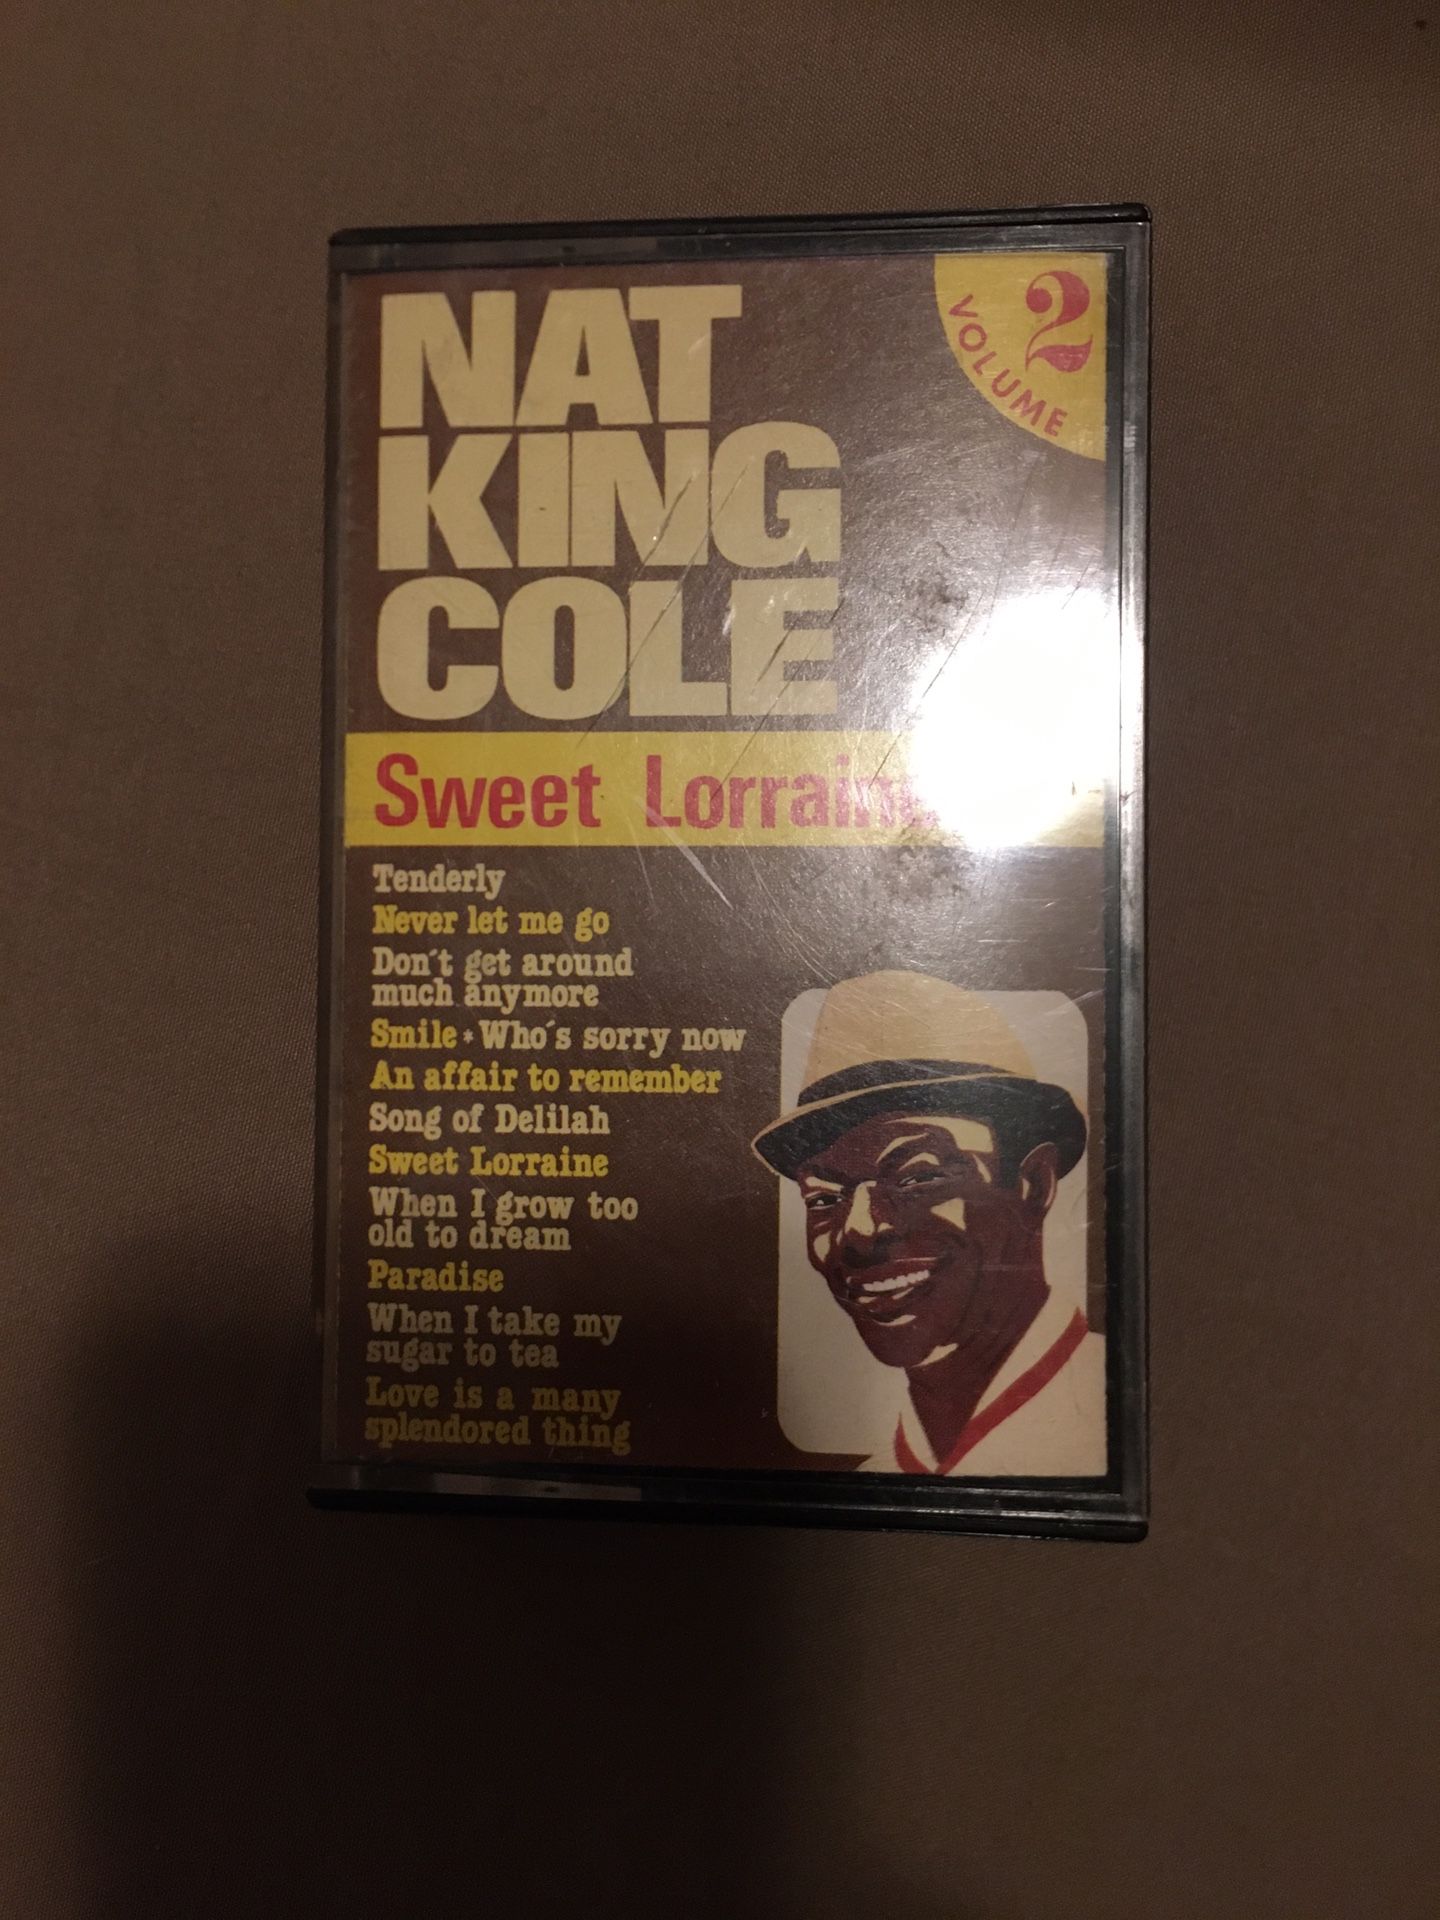 NAT
KING
COLE
2
VOLUME
Sweet Lorraine
Tenderly
Never let me go
Don´t get around
much anymore
Smile * Who´s sorry now
An affair to remember
Song of Delilah
Sweet Lorraine
When I grow too
old to dream
Paradise
When I take my
sugar to tea
Love is a many
splendored thing